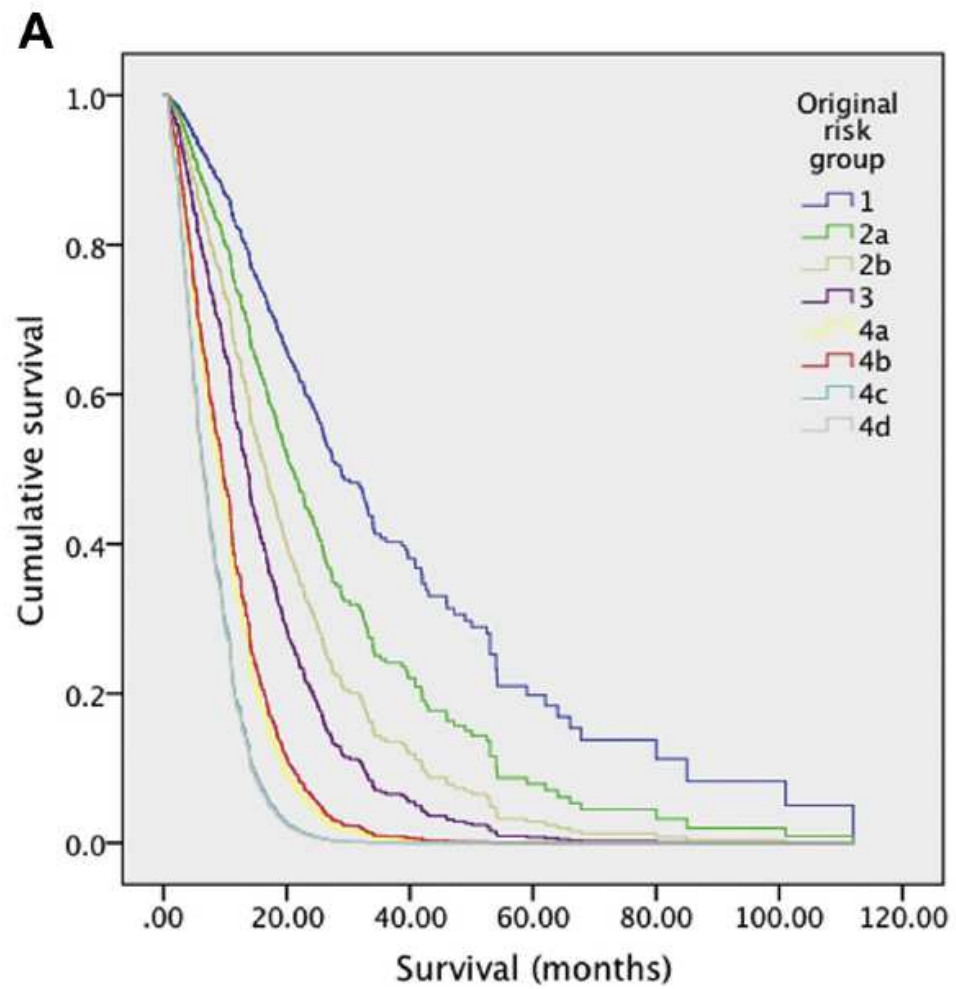 A
Original
risk
group
1
2a
2b
3
4a
4b
4c
4d
Cumulative survival
1.0
0.8
0.6
0.4
0.2
0.0
.00 20.00 40.00 60.00 80.00 100.00 120.00
Survival (months)